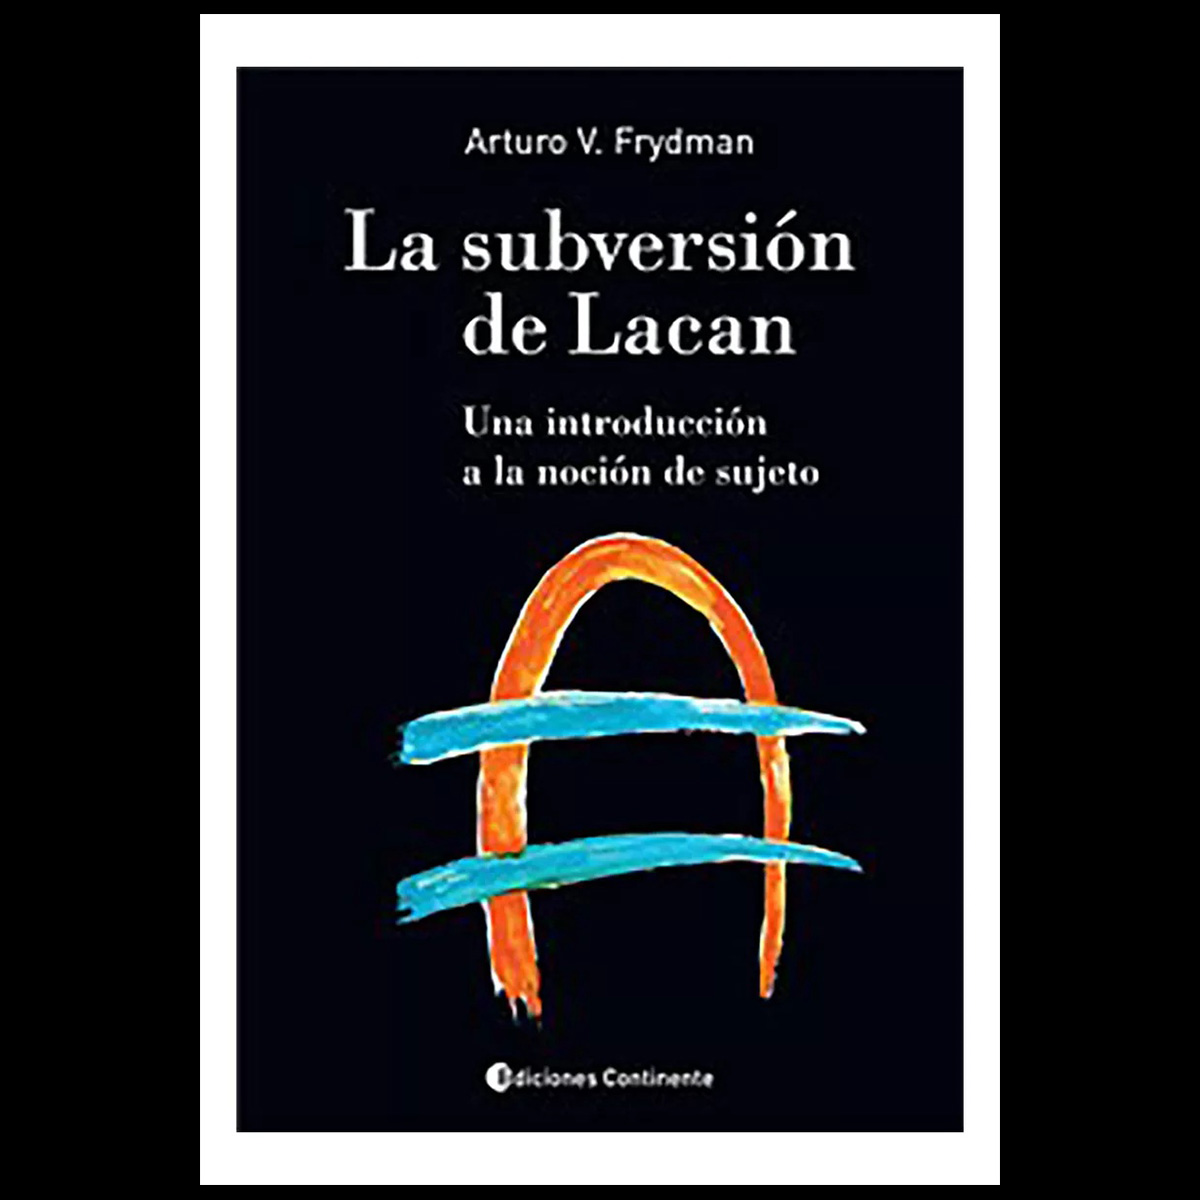 Arturo V. Frydman
La subversión
de Lacan
Una introducción
a la noción de sujeto
Ediciones Continente